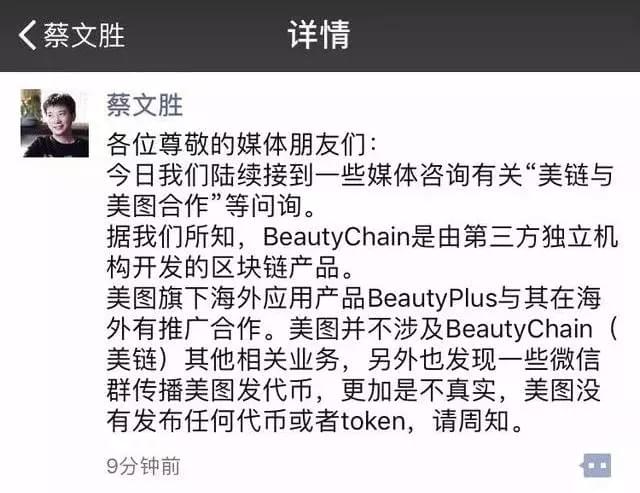 蔡文胜
详情
蔡文胜
各位尊敬的媒体朋友们：
今日我们陆续接到一些媒体咨询有关“美链与
美图合作”等问询。
据我们所知，BeautyChain是由第三方独立机
构开发的区块链产品。
美图旗下海外应用产品BeautyPlus与其在海
外有推广合作。美图并不涉及BeautyChain（
美链）其他相关业务，另外也发现一些微信
群传播美图发代币，更加是不真实，美图没
有发布任何代币或者token，请周知。
9分钟前